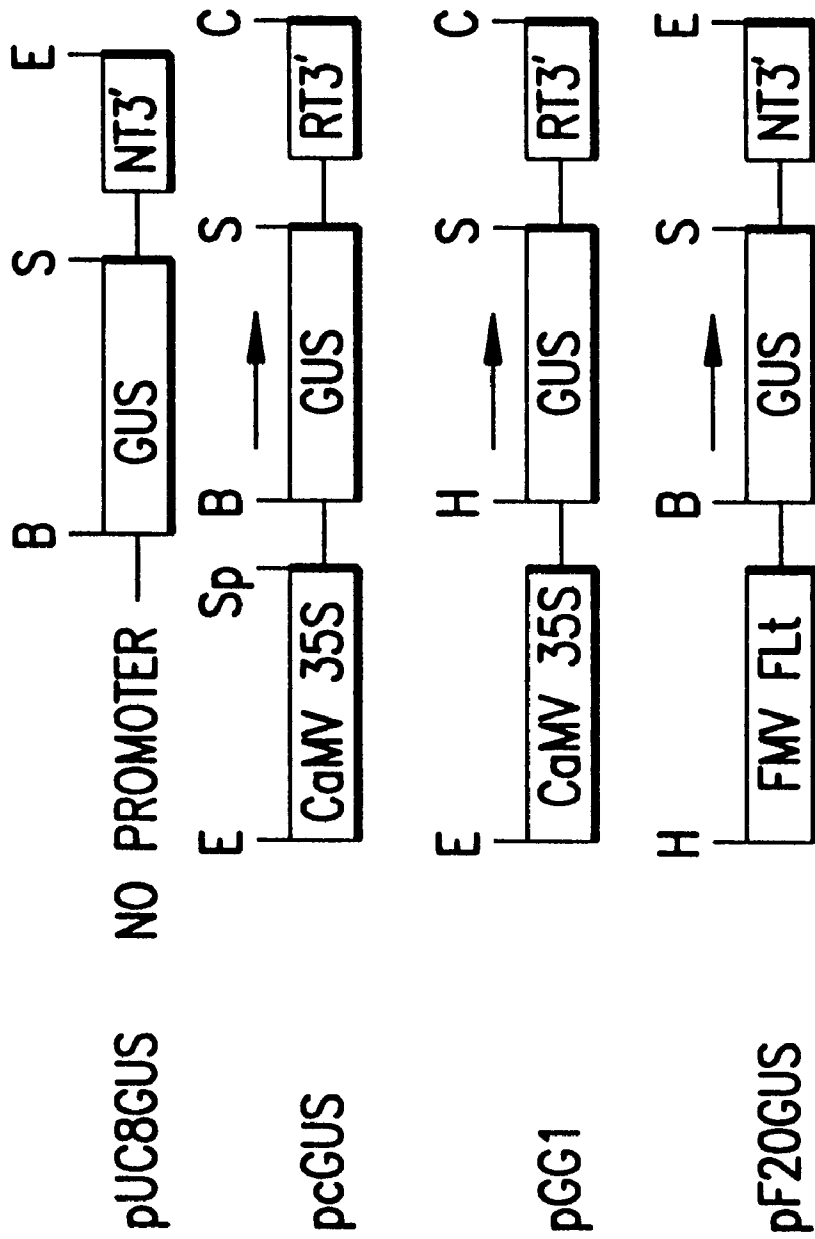 B S E
pUC8GUS NO PROMOTER GUS NT3'
E Sp B S C
pcGUS CaMV 35S GUS RT3'
E H S C
pGG1 CaMV 35S GUS RT3'
H B S E
pF20GUS FMV FLt GUS NT3'